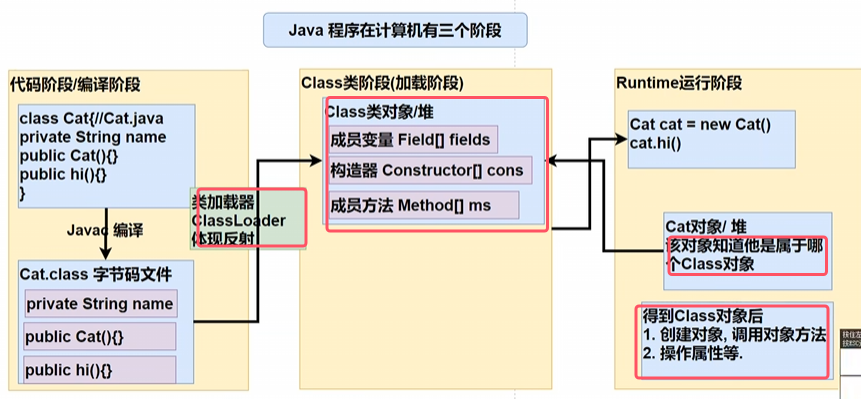 Java 程序在计算机有三个阶段
代码阶段/编译阶段
class Cat{//Cat.java
private String name
public Cat(){}
public hi(){}
}
Javac 编译
Cat.class 字节码文件
private String name
public Cat(){}
public hi(){}
类加载器
ClassLoader
体现反射
Class类阶段(加载阶段)
Class类对象/堆
成员变量 Field[] fields
构造器 Constructor[] cons
成员方法 Method[] ms
Runtime运行阶段
Cat cat = new Cat()
cat.hi()
Cat对象/ 堆
该对象知道他是属于哪
个Class对象
得到Class对象后
1. 创建对象, 调用对象方法
2. 操作属性等.